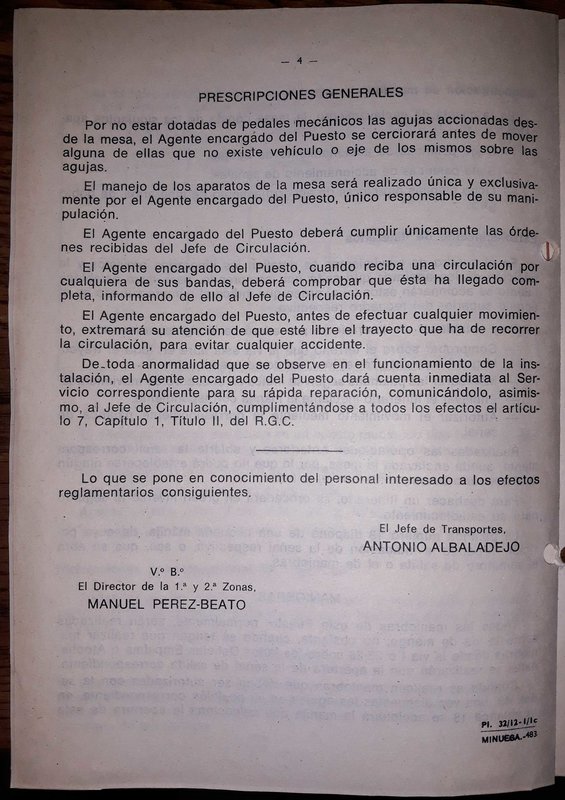 — 4 —
PRESCRIPCIONES GENERALES
Por no estar dotadas de pedales mecánicos las agujas accionadas des-
de la mesa, el Agente encargado del Puesto se cerciorará antes de mover
alguna de ellas que no existe vehículo o eje de los mismos sobre las
agujas.
El manejo de los aparatos de la mesa será realizado única y exclusiva-
mente por el Agente encargado del Puesto, único responsable de su mani-
pulación.
El Agente encargado del Puesto deberá cumplir únicamente las órde-
nes recibidas del Jefe de Circulación.
El Agente encargado del Puesto, cuando reciba una circulación por
cualquiera de sus bandas, deberá comprobar que ésta ha llegado com-
pleta, informando de ello al Jefe de Circulación.
El Agente encargado del Puesto, antes de efectuar cualquier movimien-
to, extremará su atención de que esté libre el trayecto que ha de recorrer
la circulación, para evitar cualquier accidente.
De toda anormalidad que se observe en el funcionamiento de la ins-
talación, el Agente encargado del Puesto dará cuenta inmediata al Ser-
vicio correspondiente para su rápida reparación, comunicándolo, asimis-
mo, al Jefe de Circulación, cumplimentándose a todos los efectos el artícu-
lo 7, Capítulo 1, Título II, del R.G.C.
Lo que se pone en conocimiento del personal interesado a los efectos
reglamentarios consiguientes.
El Jefe de Transportes,
ANTONIO ALBALADEJO
V.º B.º
El Director de la 1.ª y 2.ª Zonas,
MANUEL PEREZ-BEATO
Pl. 32/12-1/1c
MINUESA.-483